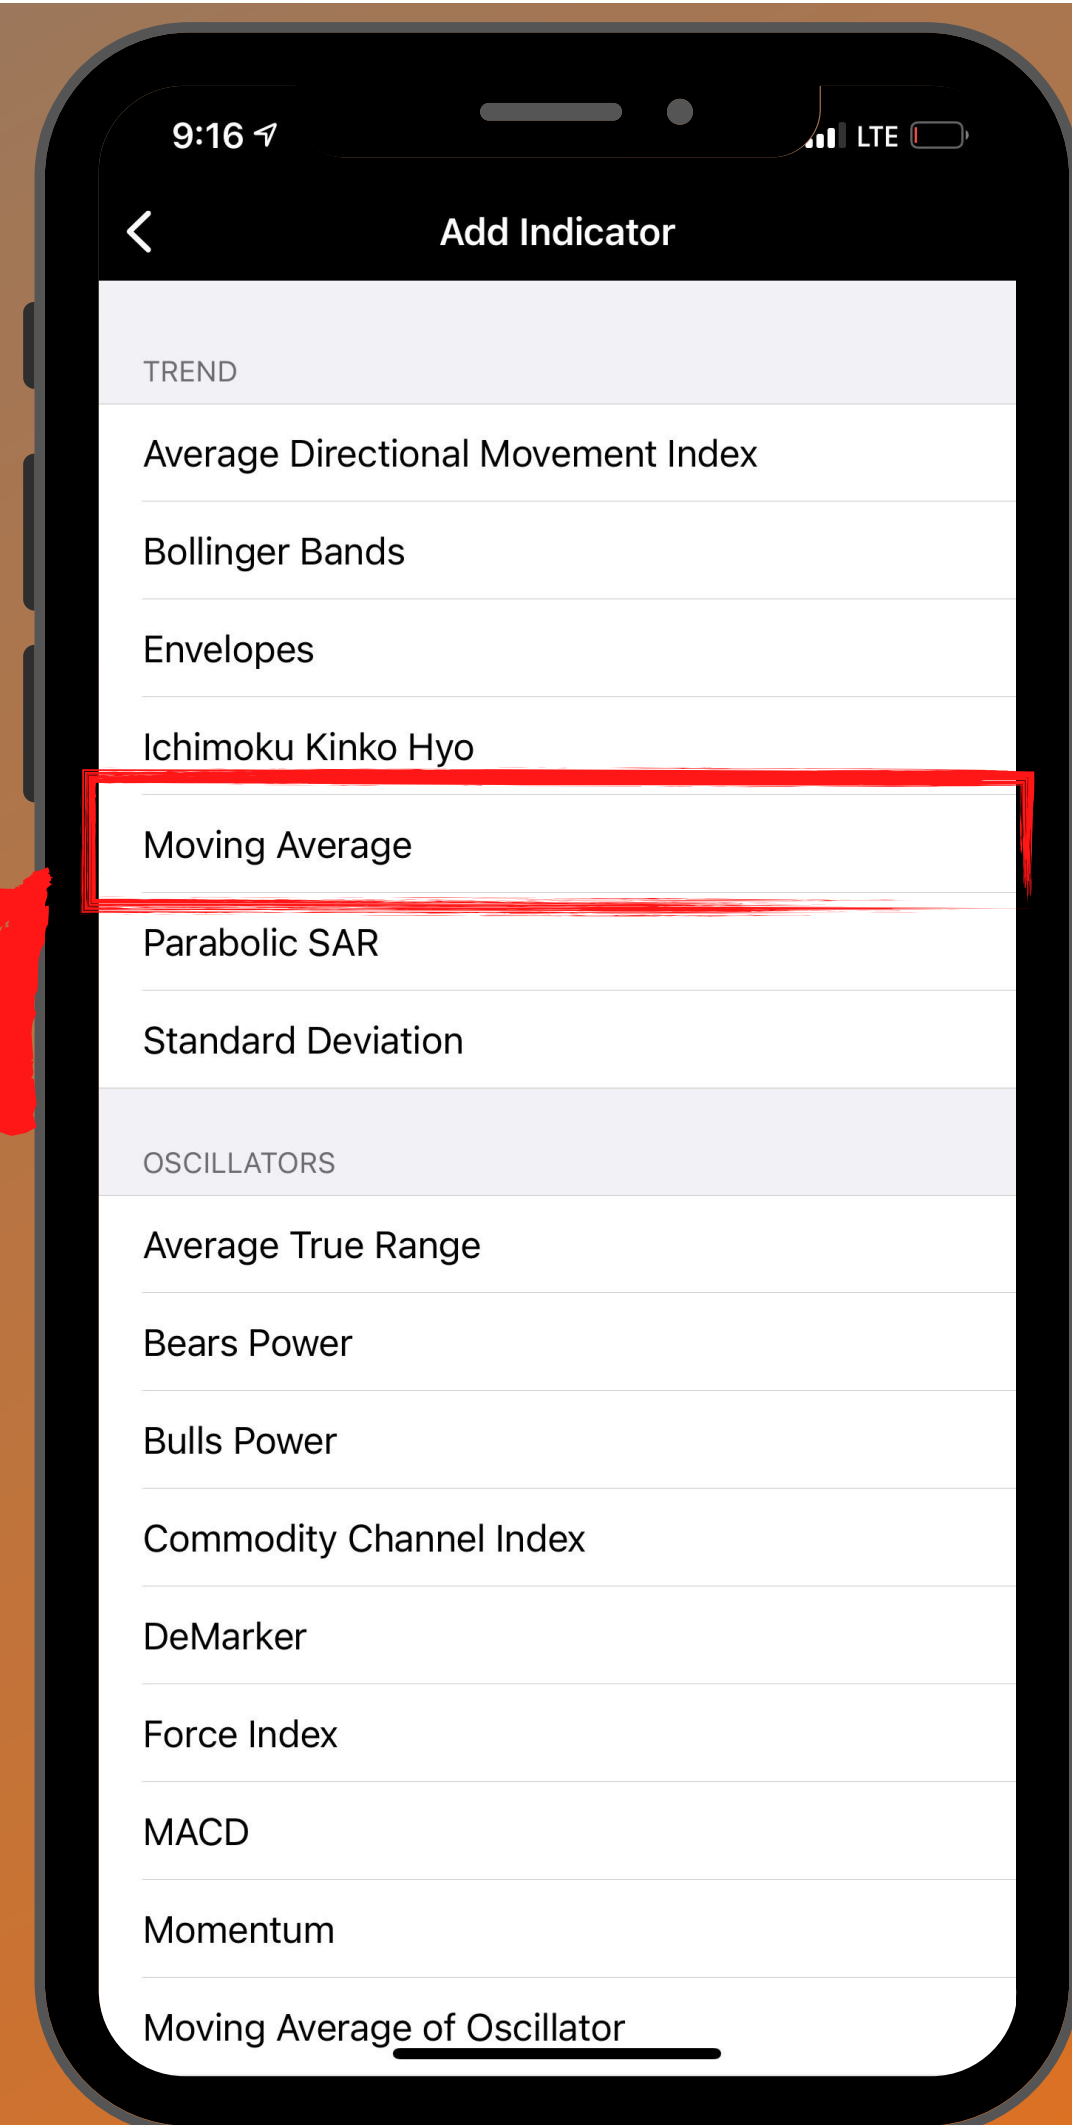 9:16
LTE
Add Indicator
TREND
Average Directional Movement Index
Bollinger Bands
Envelopes
Ichimoku Kinko Hyo
Moving Average
Parabolic SAR
Standard Deviation
OSCILLATORS
Average True Range
Bears Power
Bulls Power
Commodity Channel Index
DeMarker
Force Index
MACD
Momentum
Moving Average of Oscillator